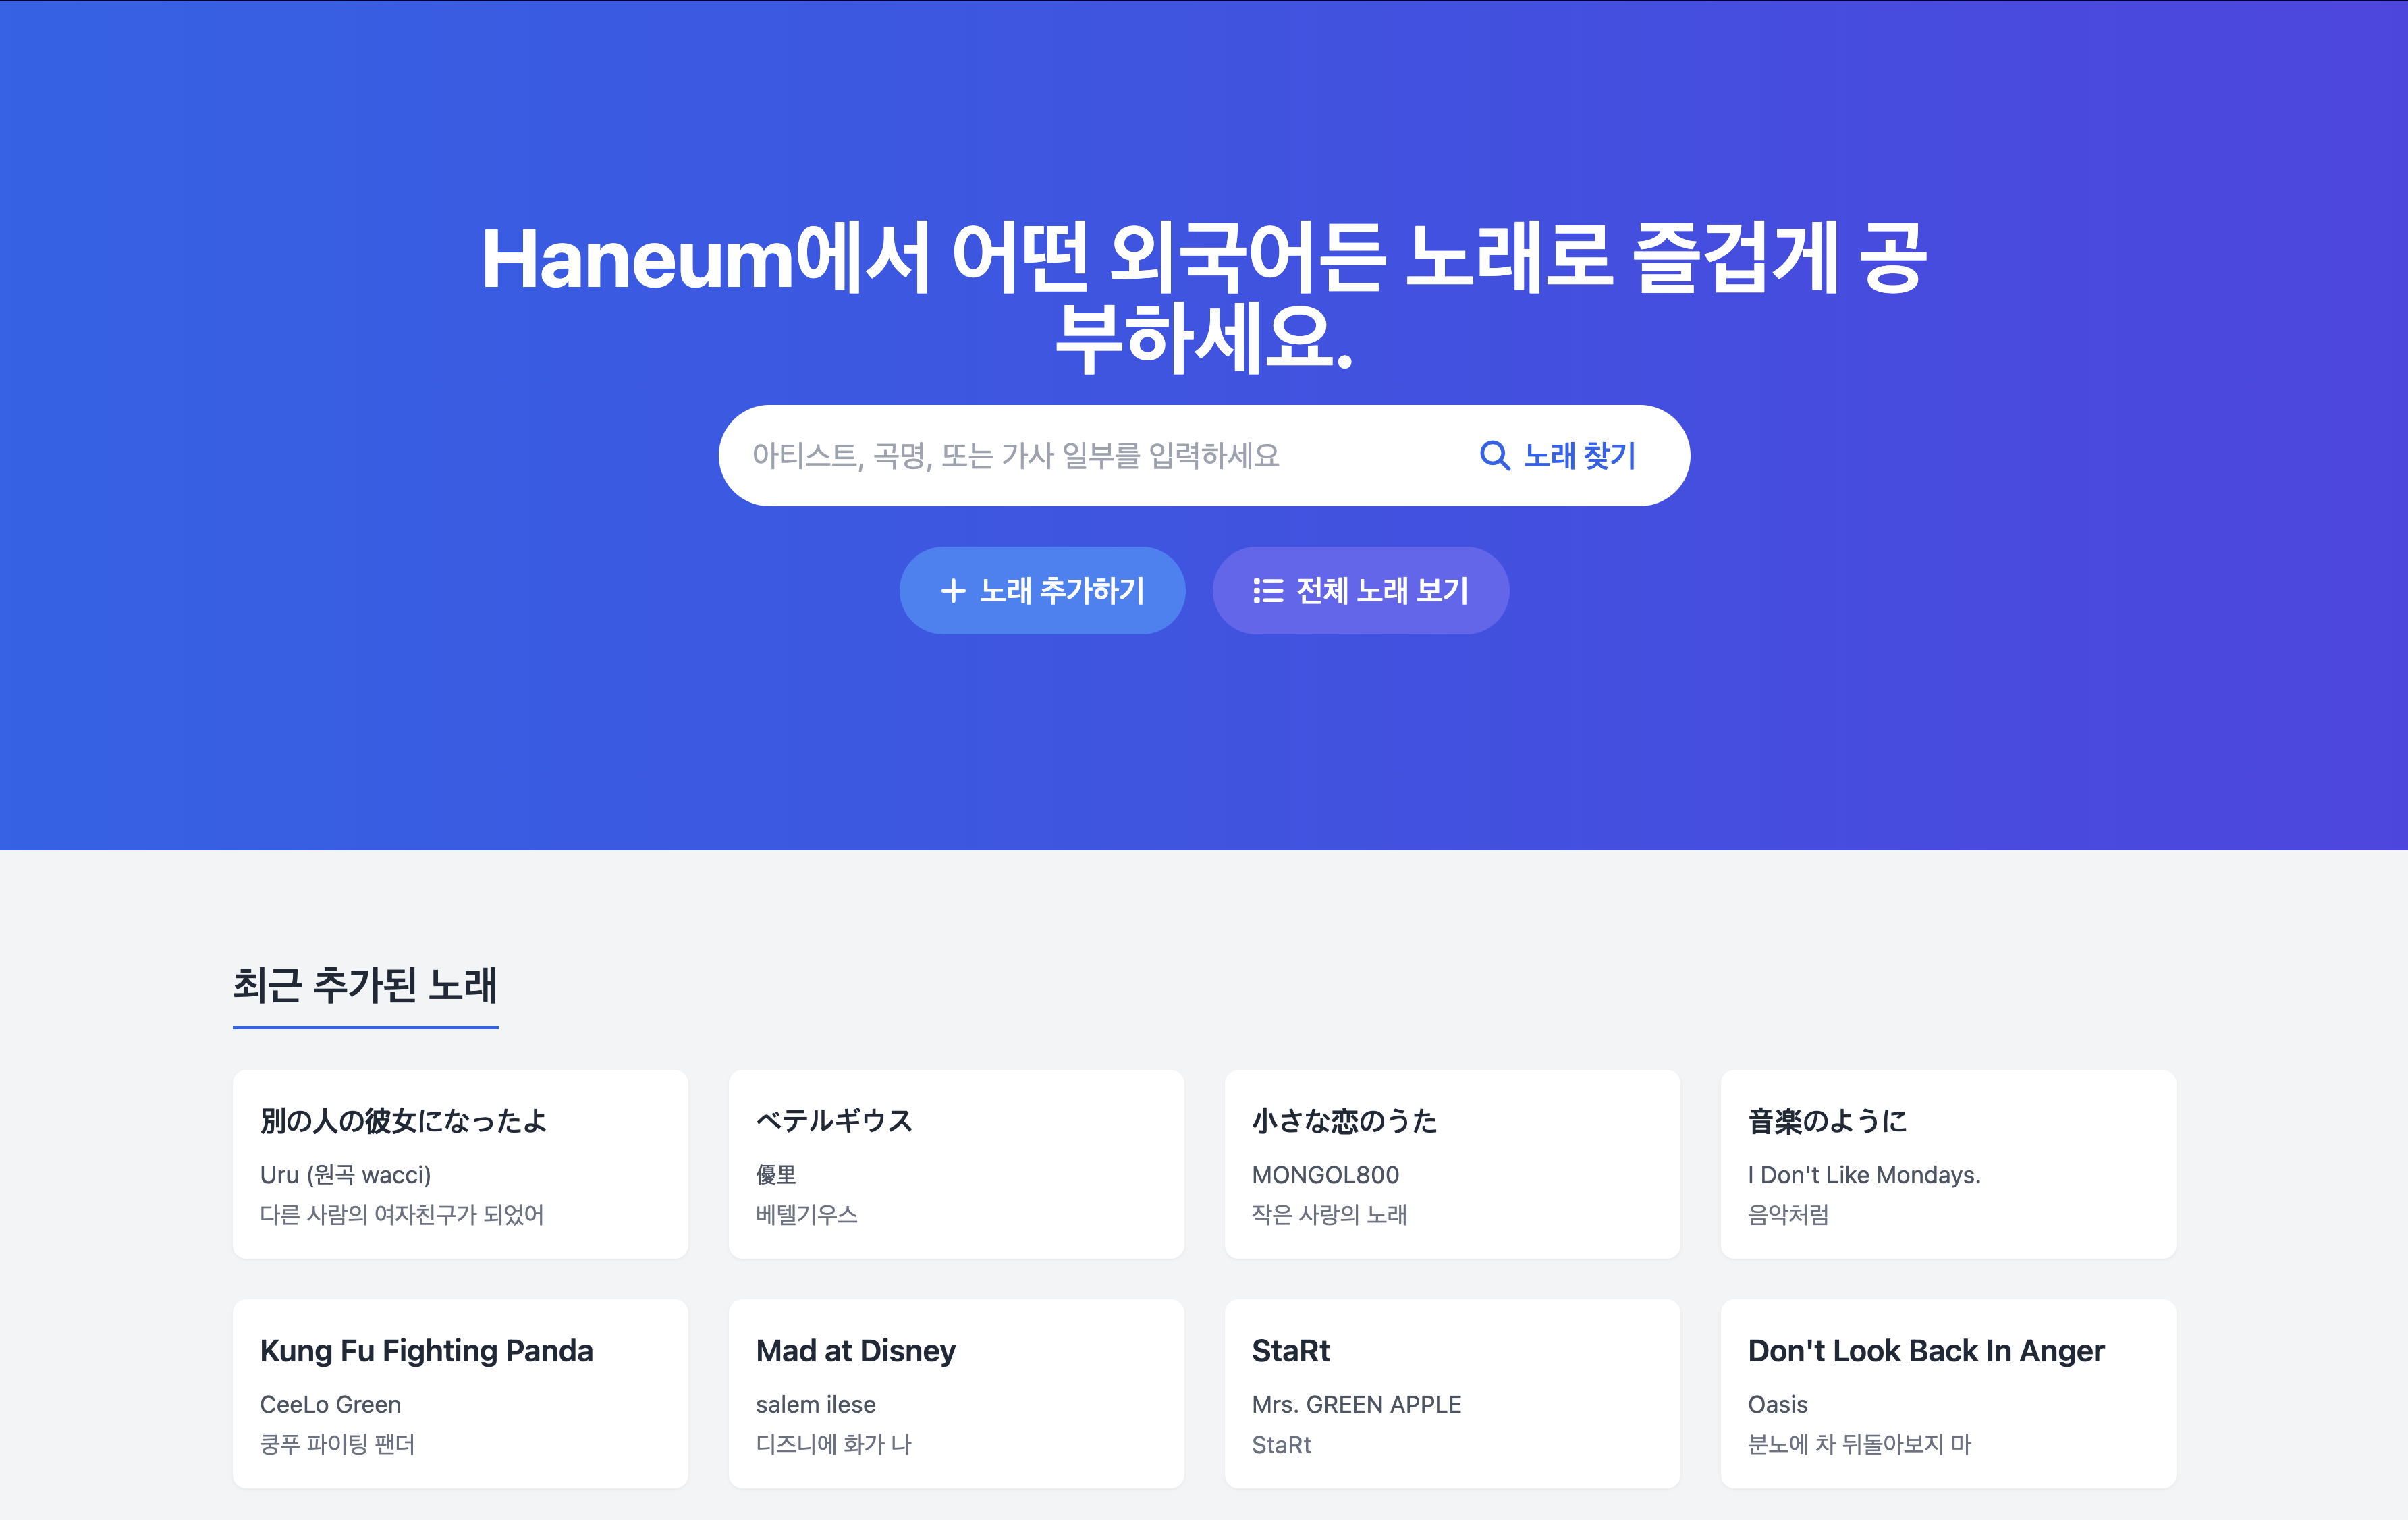 Haneum에서 어떤 외국어든 노래로 즐겁게 공
부하세요.
아티스트, 곡명, 또는 가사 일부를 입력하세요
노래 찾기
노래 추가하기
전체 노래 보기
최근 추가된 노래
別の人の彼女になったよ
Uru (원곡 wacci)
다른 사람의 여자친구가 되었어
ベテルギウス
優里
베텔기우스
小さな恋のうた
MONGOL800
작은 사랑의 노래
音楽のように
I Don't Like Mondays.
음악처럼
Kung Fu Fighting Panda
CeeLo Green
쿵푸 파이팅 팬더
Mad at Disney
salem ilese
디즈니에 화가 나
StaRt
Mrs. GREEN APPLE
StaRt
Don't Look Back In Anger
Oasis
분노에 차 뒤돌아보지 마